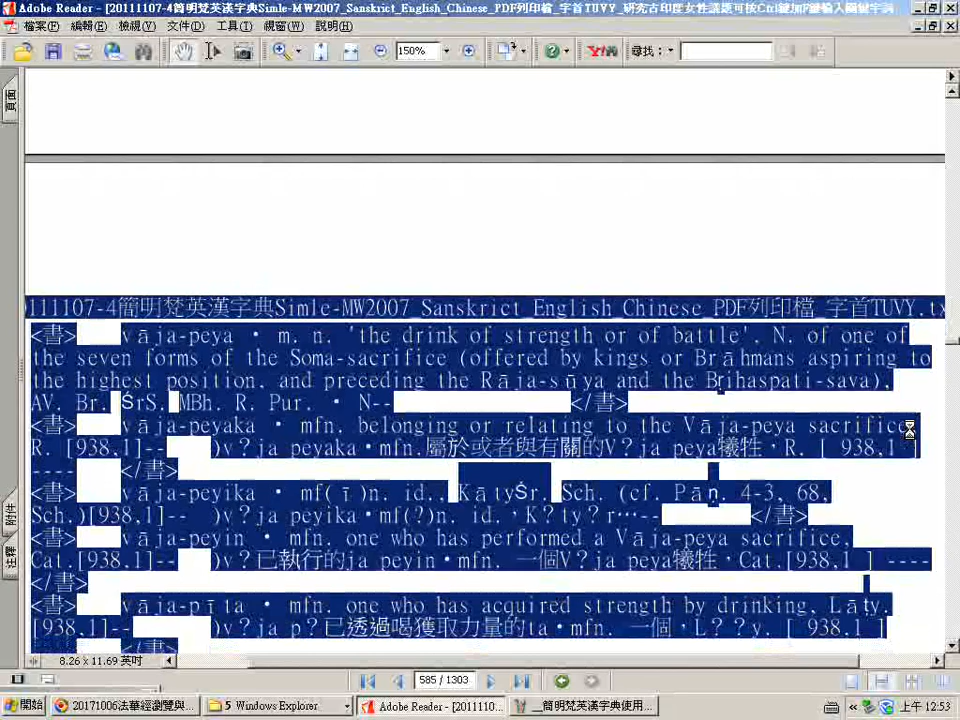 Adobe Reader - [20111107-4簡明梵英漢字典Simle-MW2007_Sanskrict_English_Chinese_PDF列印檔_字首TUVY_研究古印度女性議題可按Ctrl鍵加F鍵輸入關鍵字詞
檔案(F) 編輯(E) 檢視(V) 文件(D) 工具(T) 視窗(W) 說明(H)
150% 尋找:
頁面
111107-4簡明梵英漢字典Simle-MW2007_Sanskrict_English_Chinese_PDF列印檔_字首TUVY.tx
<書> vāja-peya ‧ m. n. 'the drink of strength or of battle'. N. of one of
the seven forms of the Soma-sacrifice (offered by kings or Brāhmans aspiring to
the highest position, and preceding the Rāja-sūya and the Bṛihaspati-sava),
AV. Br. ŚrS. MBh. R. Pur. ‧ N-- </書>
<書> vāja-peyaka ‧ mfn. belonging or relating to the Vāja-peya sacrifice
R. [938,1]-- )v？ja peyaka‧mfn.屬於或者與有關的V？ja peya犧牲，R. [ 938,1 ]
---- </書>
<書> vāja-peyika ‧ mf(ī)n. id., KātyŚr. Sch. (cf. Pāṇ. 4-3, 68,
Sch.)[938,1]-- )v？ja peyika‧mf(?)n. id.，K？ty？r…-- </書>
<書> vāja-peyin ‧ mfn. one who has performed a Vāja-peya sacrifice,
Cat.[938,1]-- )v？已執行的ja peyin‧mfn. 一個V？ja peya犧牲，Cat.[938,1 ] ----
</書>
<書> vāja-pīta ‧ mfn. one who has acquired strength by drinking, Lāṭy.
[938,1]-- )v？ja p？已透過喝獲取力量的ta‧mfn. 一個，L？？y. [ 938,1 ]
</書>
附件
注釋
8.26 x 11.69 英吋
585 / 1303
開始 20171006法華經瀏覽與... 5 Windows Explorer Adobe Reader - [2011110... __簡明梵英漢字典使用... 上午 12:53